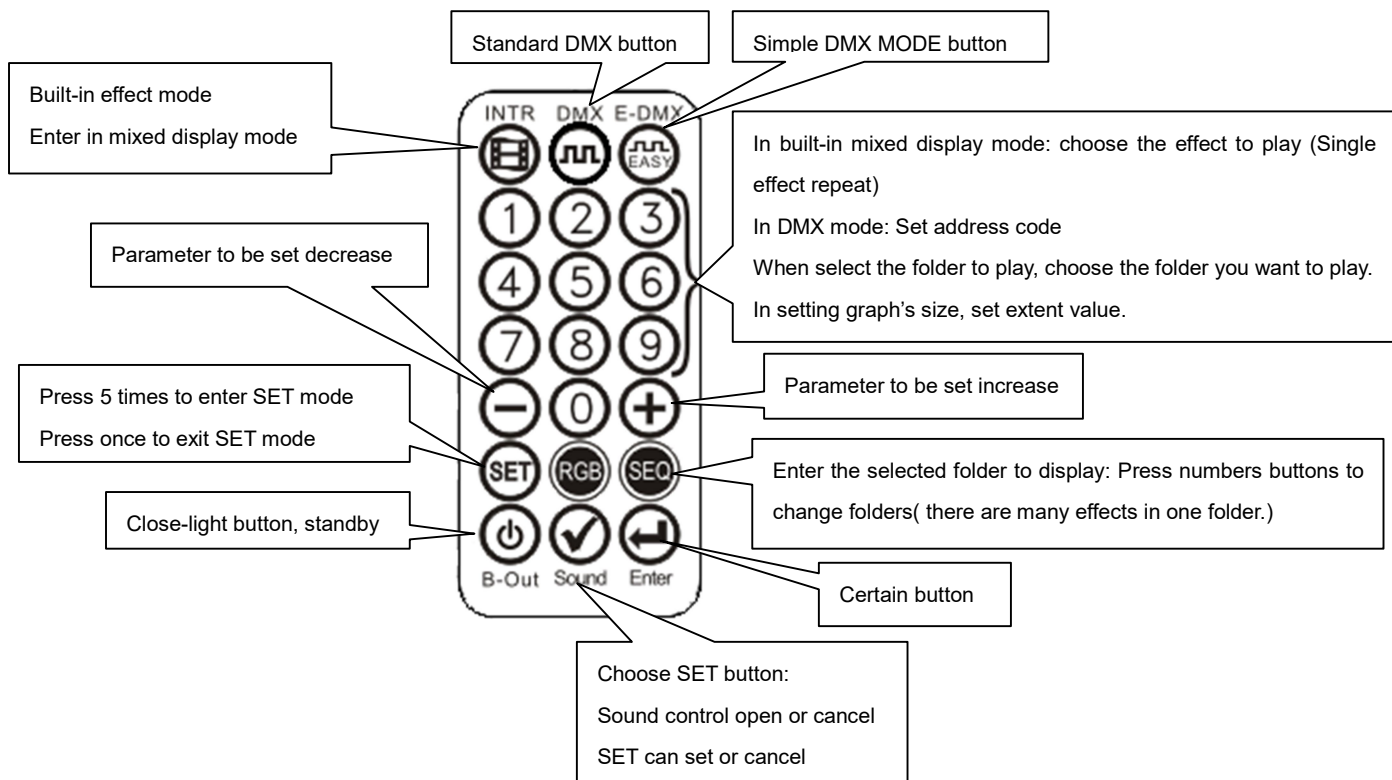 Standard DMX button
Simple DMX MODE button
Built-in effect mode
Enter in mixed display mode
INTR DMX E-DMX
EASY
In built-in mixed display mode: choose the effect to play (Single
effect repeat)
In DMX mode: Set address code
When select the folder to play, choose the folder you want to play.
In setting graph's size, set extent value.
1 2 3
Parameter to be set decrease
4 5 6
7 8 9
Parameter to be set increase
− 0 +
Press 5 times to enter SET mode
Press once to exit SET mode
SET RGB SEQ
Enter the selected folder to display: Press numbers buttons to
change folders( there are many effects in one folder.)
Close-light button, standby
B-Out Sound Enter
Certain button
Choose SET button:
Sound control open or cancel
SET can set or cancel